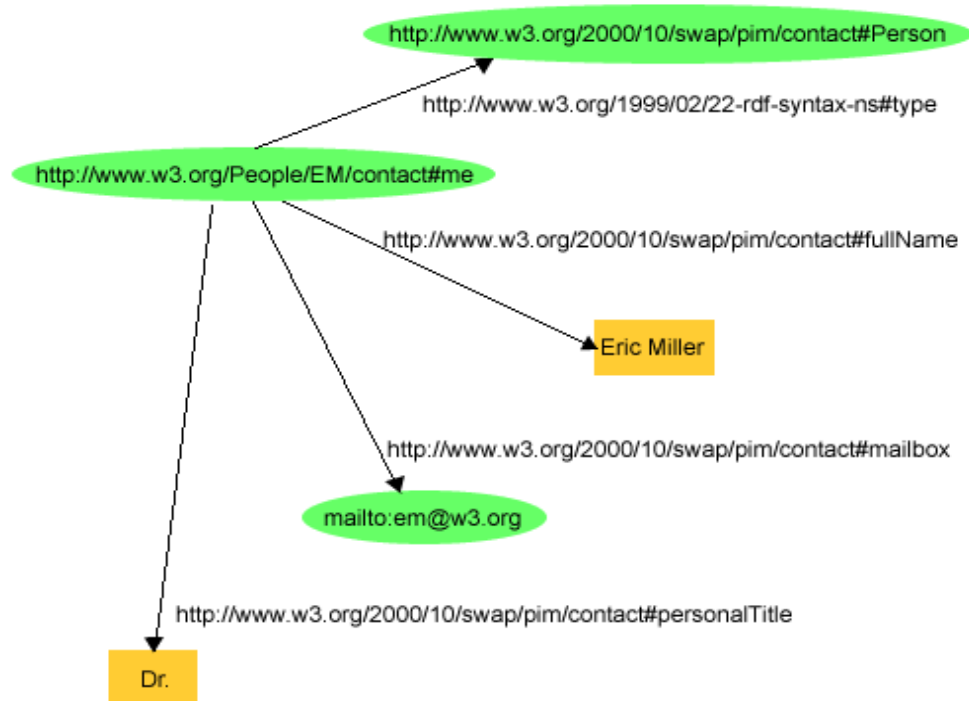 http://www.w3.org/2000/10/swap/pim/contact#Person
http://www.w3.org/1999/02/22-rdf-syntax-ns#type
http://www.w3.org/People/EM/contact#me
http://www.w3.org/2000/10/swap/pim/contact#fullName
Eric Miller
http://www.w3.org/2000/10/swap/pim/contact#mailbox
mailto:em@w3.org
http://www.w3.org/2000/10/swap/pim/contact#personalTitle
Dr.